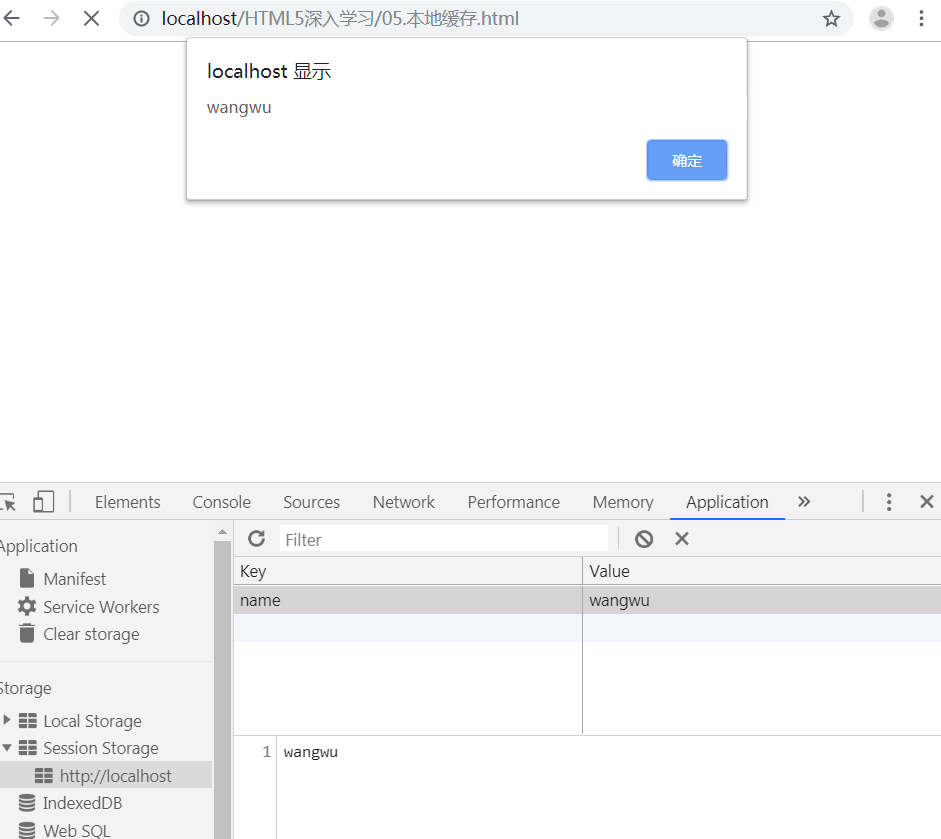 localhost/HTML5深入学习/05.本地缓存.html
localhost 显示
wangwu
确定
Elements Console Sources Network Performance Memory Application »
Application
Manifest
Service Workers
Clear storage
Storage
Local Storage
Session Storage
http://localhost
IndexedDB
Web SQL
Filter
Key Value
name wangwu
1 wangwu